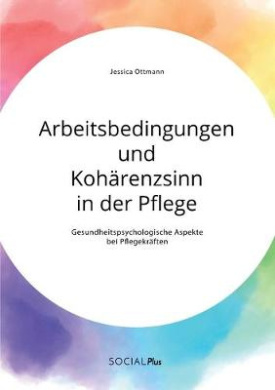 Jessica Ottmann
Arbeitsbedingungen
und
Kohärenzsinn
in der Pflege
Gesundheitspsychologische Aspekte
bei Pflegekräften
SOCIALPlus